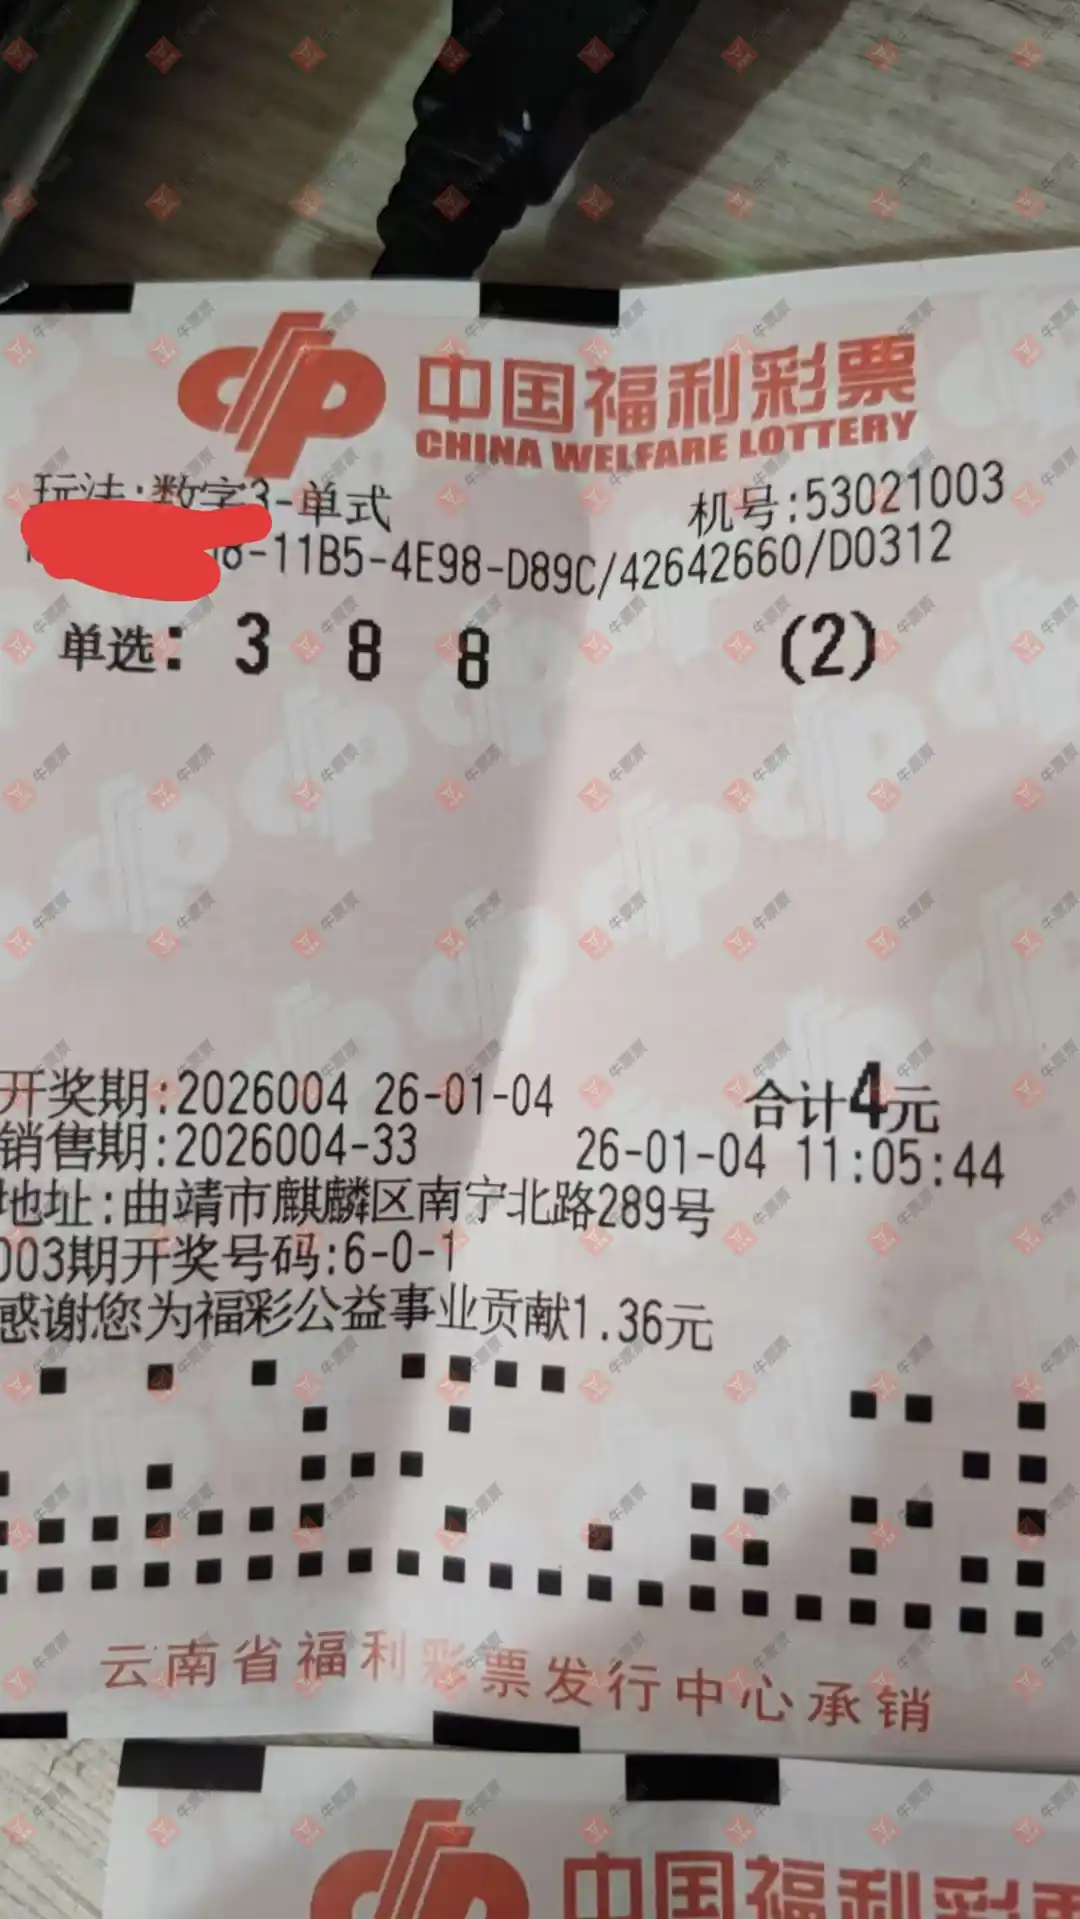 中国福利彩票
CHINA WELFARE LOTTERY
玩法:数字3-单式
机号:53021003
8-11B5-4E98-D89C/42642660/D0312
单选: 3 8 8 (2)
开奖期:2026004 26-01-04 合计4元
销售期:2026004-33 26-01-04 11:05:44
地址:曲靖市麒麟区南宁北路289号
003期开奖号码:6-0-1
感谢您为福彩公益事业贡献1.36元
云南省福利彩票发行中心承销
中国福利彩票
牛票票